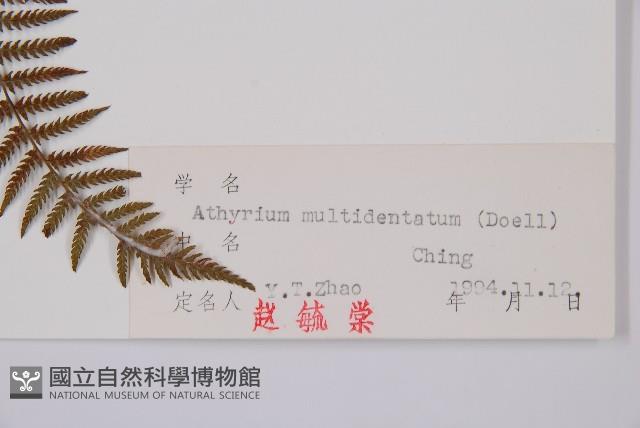 学 名
Athyrium multidentatum (Doell)
中 名
Ching
定名人 Y.T.Zhao 1994.11.12.
年 月 日
赵毓棠
國立自然科學博物館
NATIONAL MUSEUM OF NATURAL SCIENCE